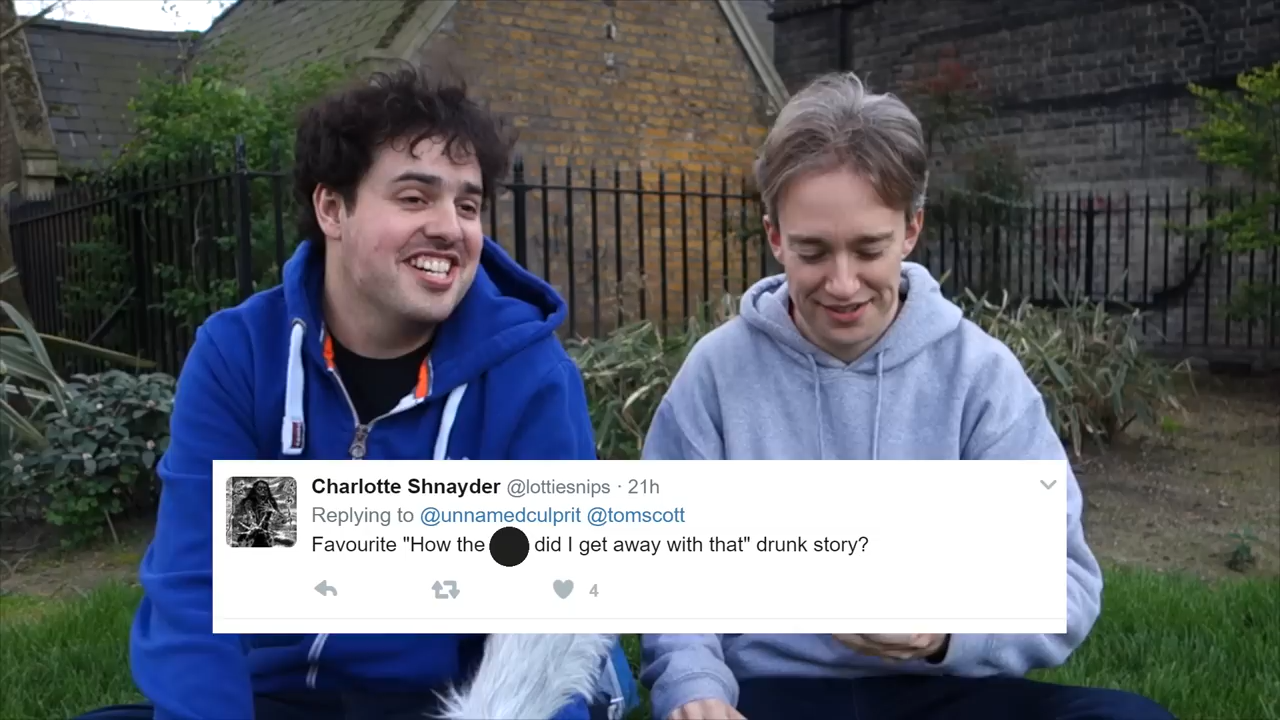 Charlotte Shnayder @lottiesnips · 21h
Replying to @unnamedculprit @tomscott
Favourite "How the did I get away with that" drunk story?
4